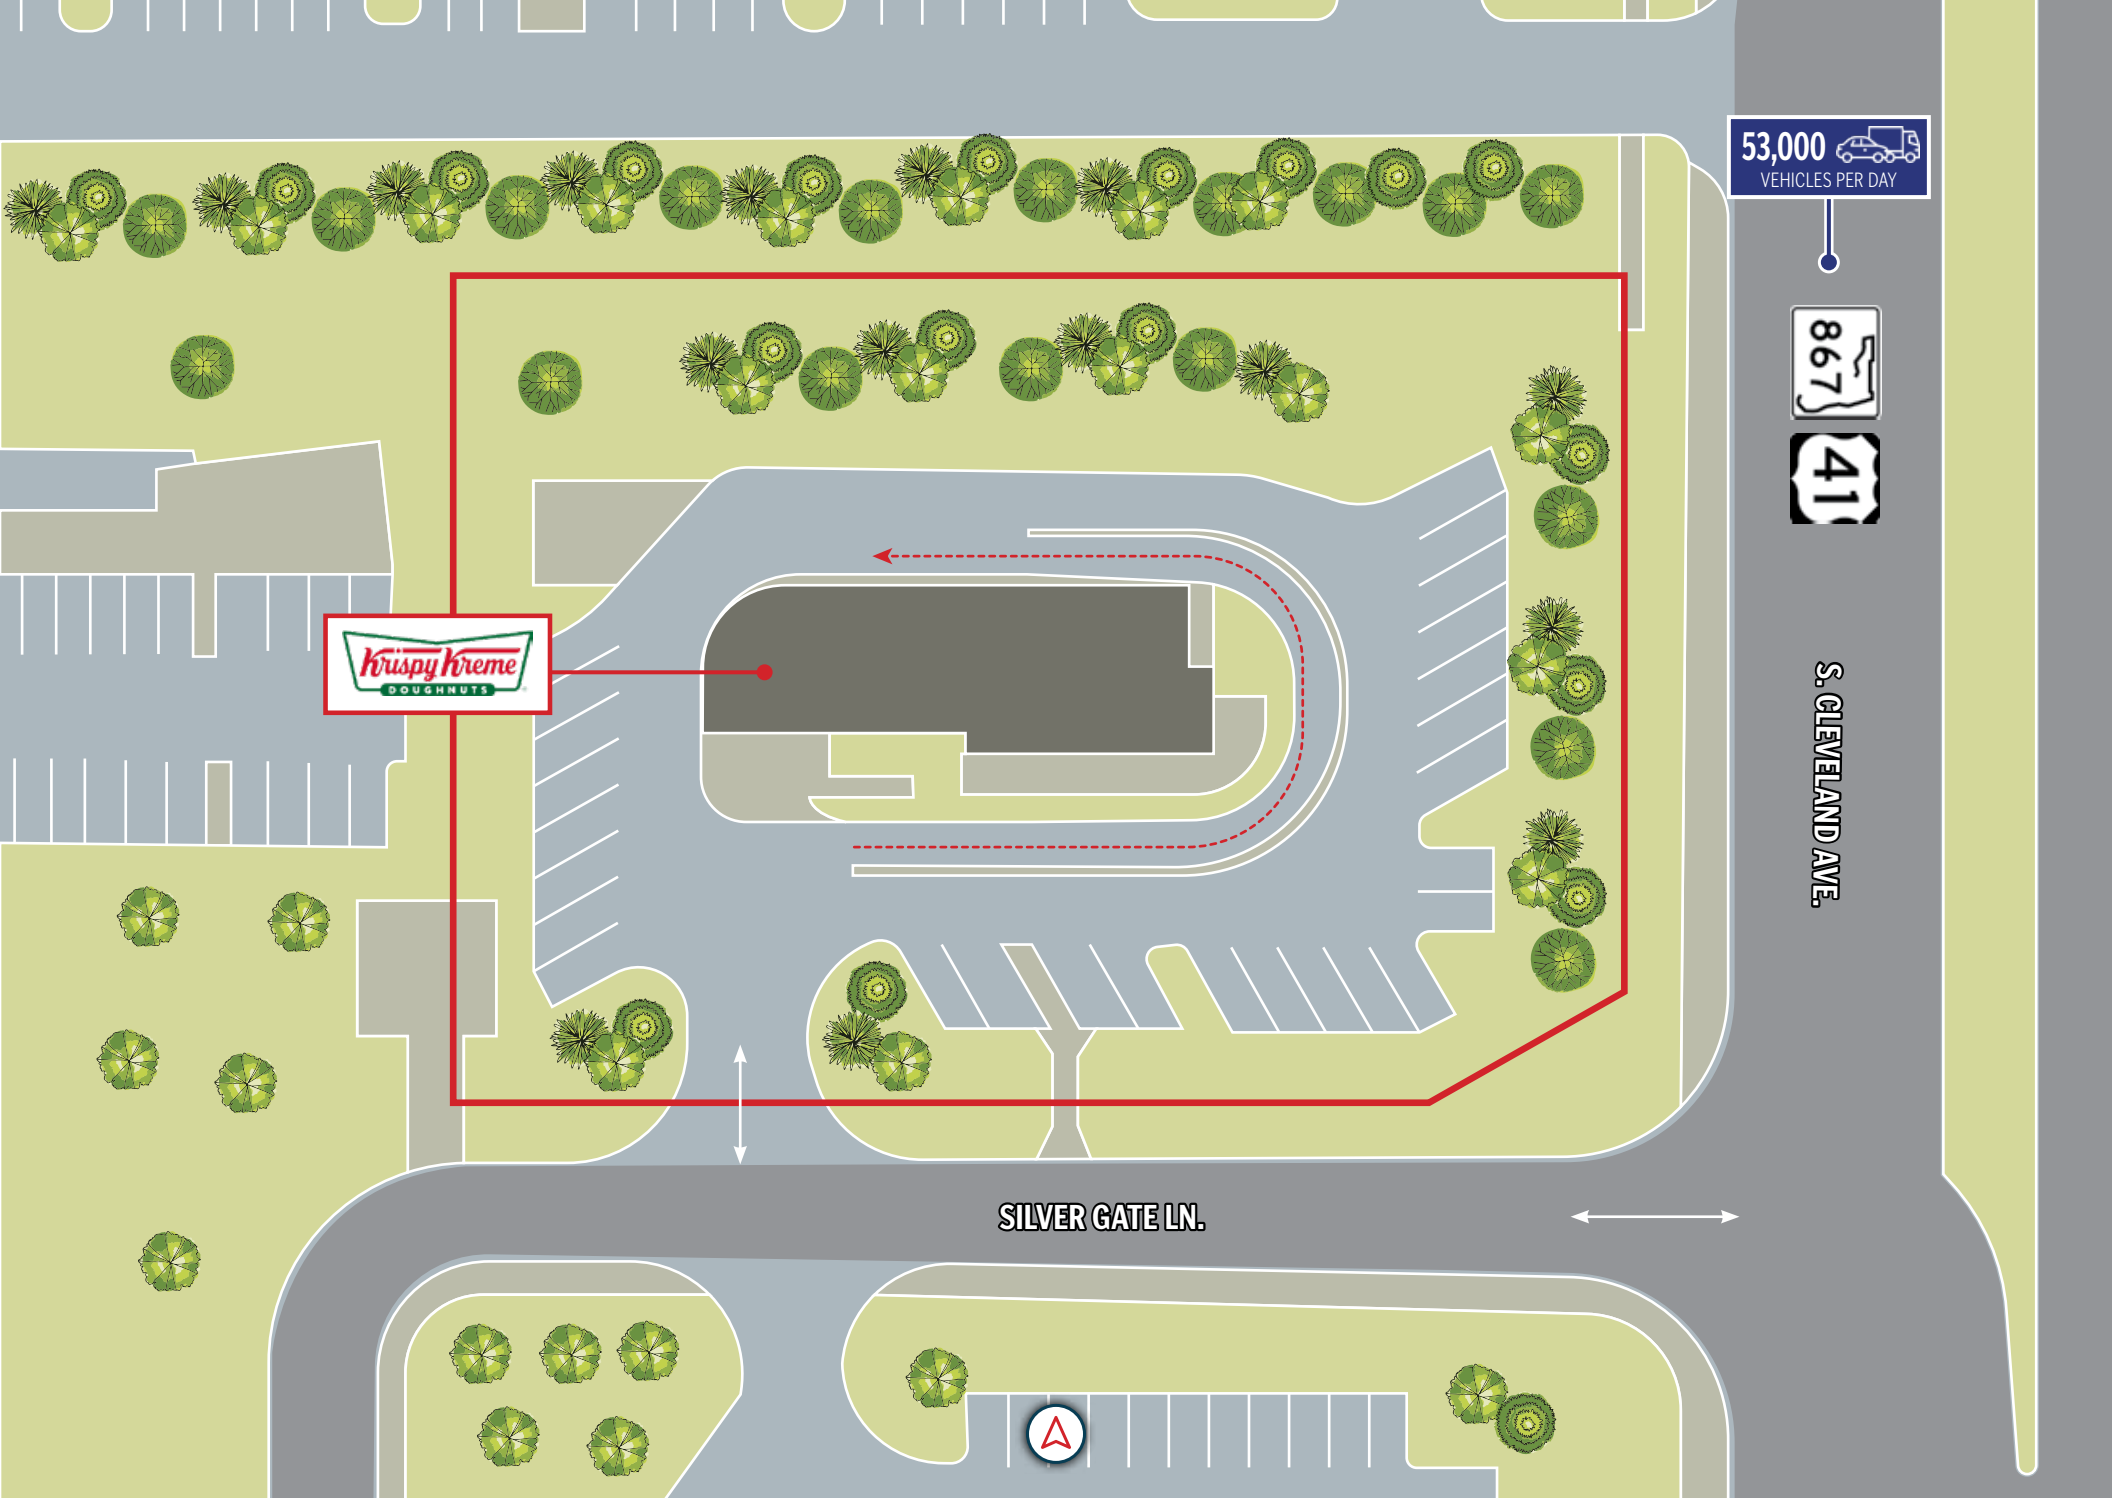 53,000
VEHICLES PER DAY
867
41
Krispy Kreme
DOUGHNUTS
S. CLEVELAND AVE.
SILVER GATE LN.